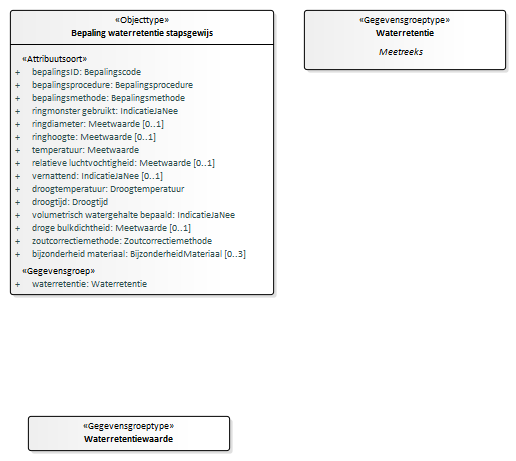 «Objecttype»
Bepaling waterretentie stapsgewijs
«Attribuutsoort»
+ bepalingsID: Bepalingscode
+ bepalingsprocedure: Bepalingsprocedure
+ bepalingsmethode: Bepalingsmethode
+ ringmonster gebruikt: IndicatieJaNee
+ ringdiameter: Meetwaarde [0..1]
+ ringhoogte: Meetwaarde [0..1]
+ temperatuur: Meetwaarde
+ relatieve luchtvochtigheid: Meetwaarde [0..1]
+ vernattend: IndicatieJaNee [0..1]
+ droogtemperatuur: Droogtemperatuur
+ droogtijd: Droogtijd
+ volumetrisch watergehalte bepaald: IndicatieJaNee
+ droge bulkdichtheid: Meetwaarde [0..1]
+ zoutcorrectiemethode: Zoutcorrectiemethode
+ bijzonderheid materiaal: BijzonderheidMateriaal [0..3]
«Gegevensgroep»
+ waterretentie: Waterretentie
«Gegevensgroeptype»
Waterretentie
Meetreeks
«Gegevensgroeptype»
Waterretentiewaarde